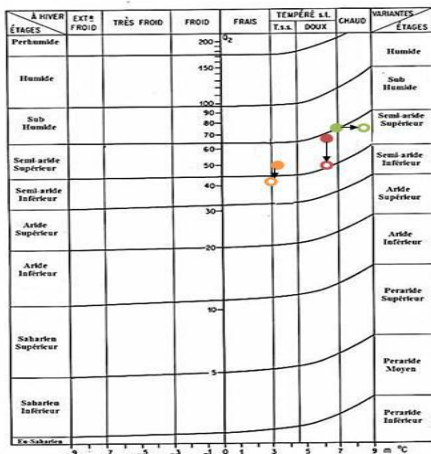 À HIVER
ÉTAGES
EXTᵗ
FROID
TRÈS FROID
FROID
FRAIS
TEMPÉRÉ s.t.
T.s.s.
DOUX
CHAUD
VARIANTES
ÉTAGES
Perhumide
Humide
Sub
Humide
Semi-aride
Supérieur
Semi-aride
Inférieur
Aride
Supérieur
Aride
Inférieur
Saharien
Supérieur
Saharien
Inférieur
Q2
200
150
100
90
80
70
60
50
40
30
20
10
5
Humide
Sub
Humide
Semi-aride
Supérieur
Semi-aride
Inférieur
Aride
Supérieur
Aride
Inférieur
Peraride
Supérieur
Peraride
Moyen
Peraride
Inférieur
-9 -7 -5 -3 -1 0 1 3 5 7 9 m °C